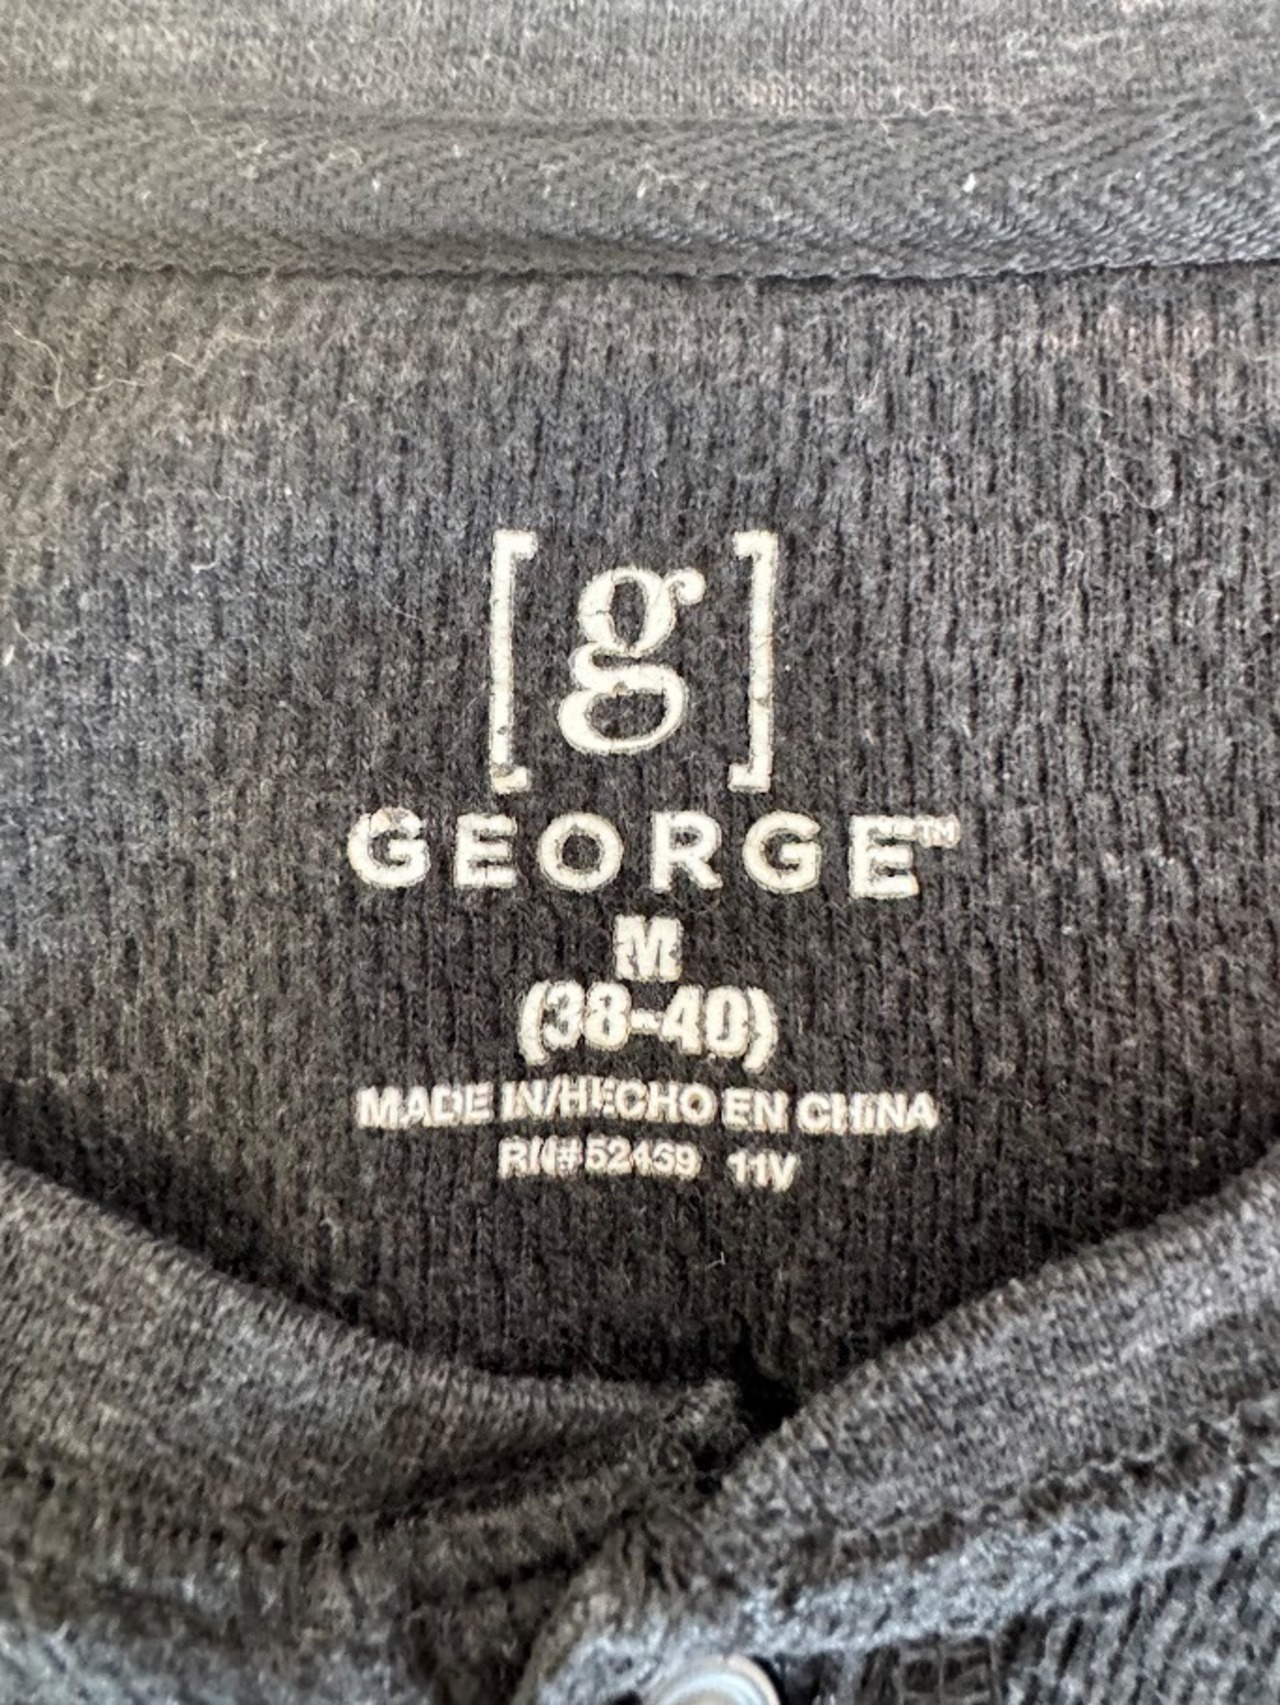 [g]
GEORGE™
M
(38-40)
MADE IN/HECHO EN CHINA
RN#52469 11V